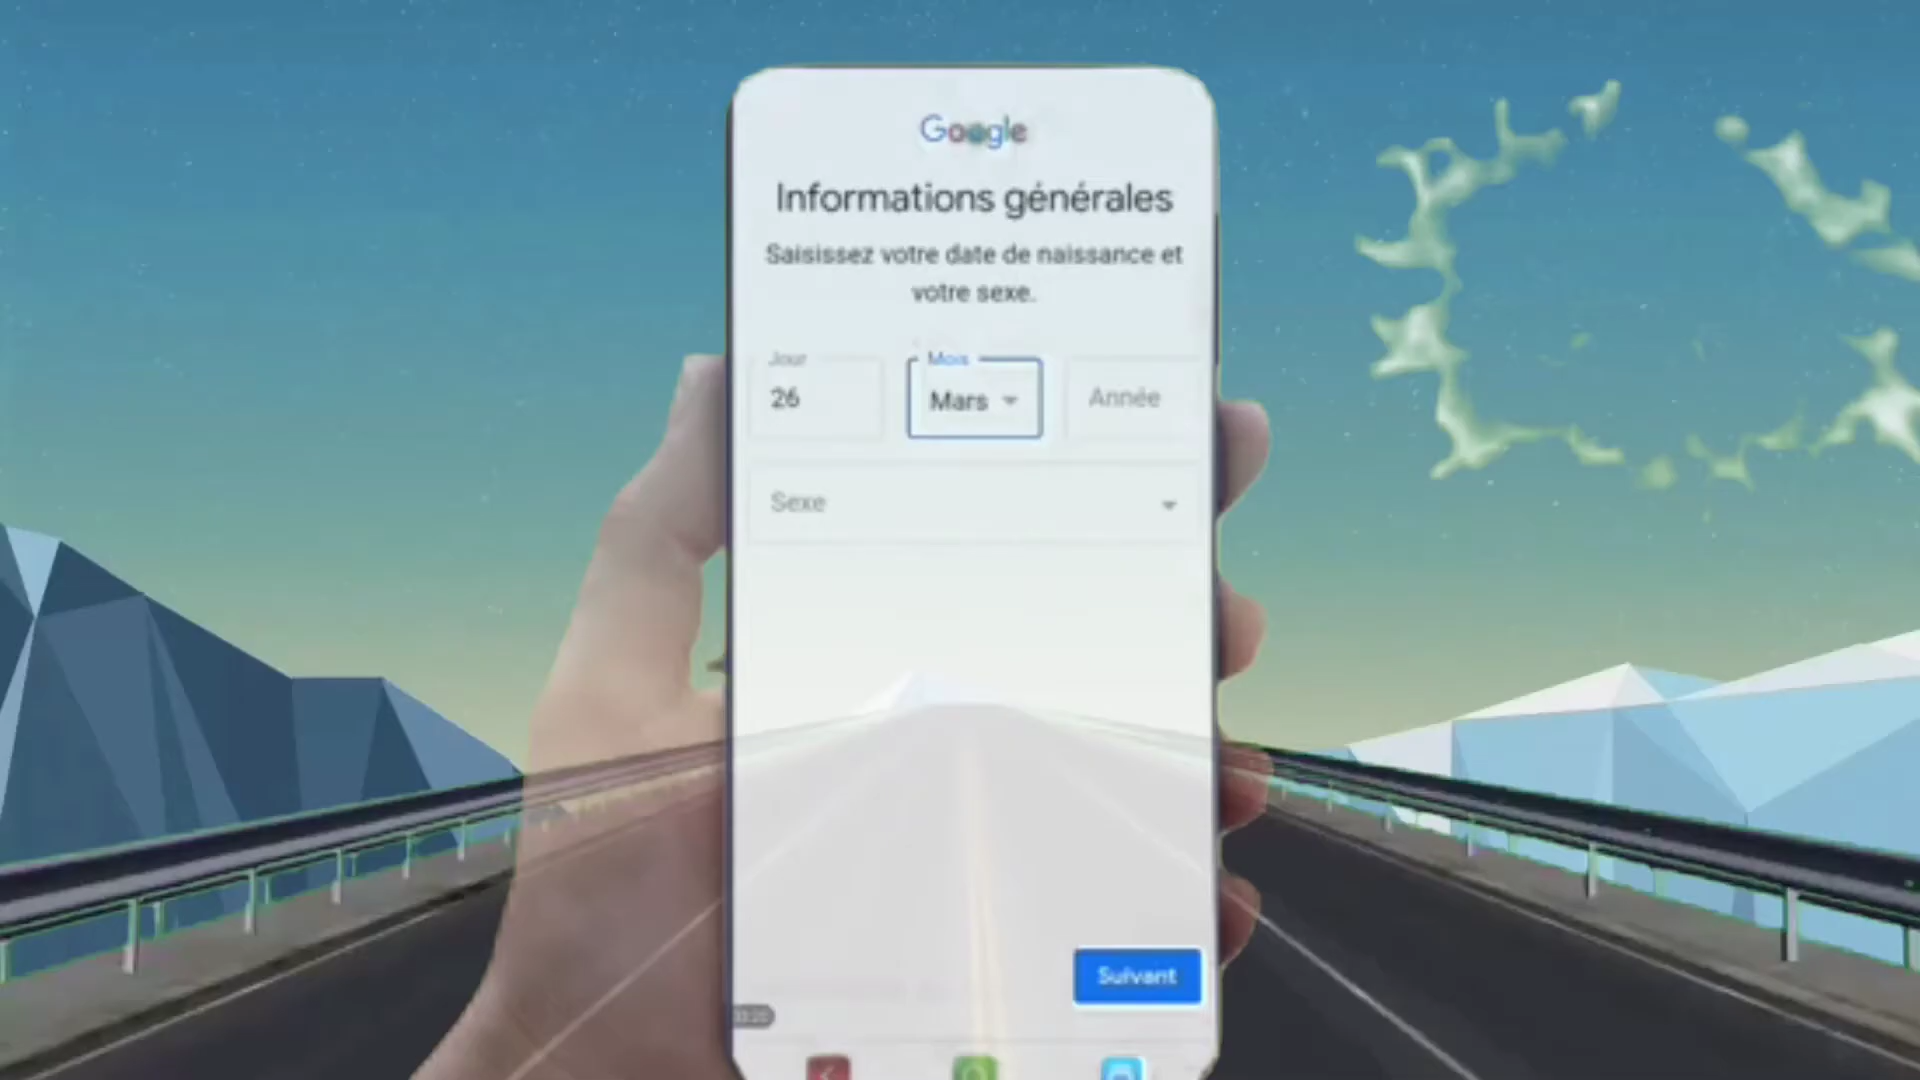 Google
Informations générales
Saisissez votre date de naissance et
votre sexe.
Jour
Mois
26
Mars
Année
Sexe
Suivant